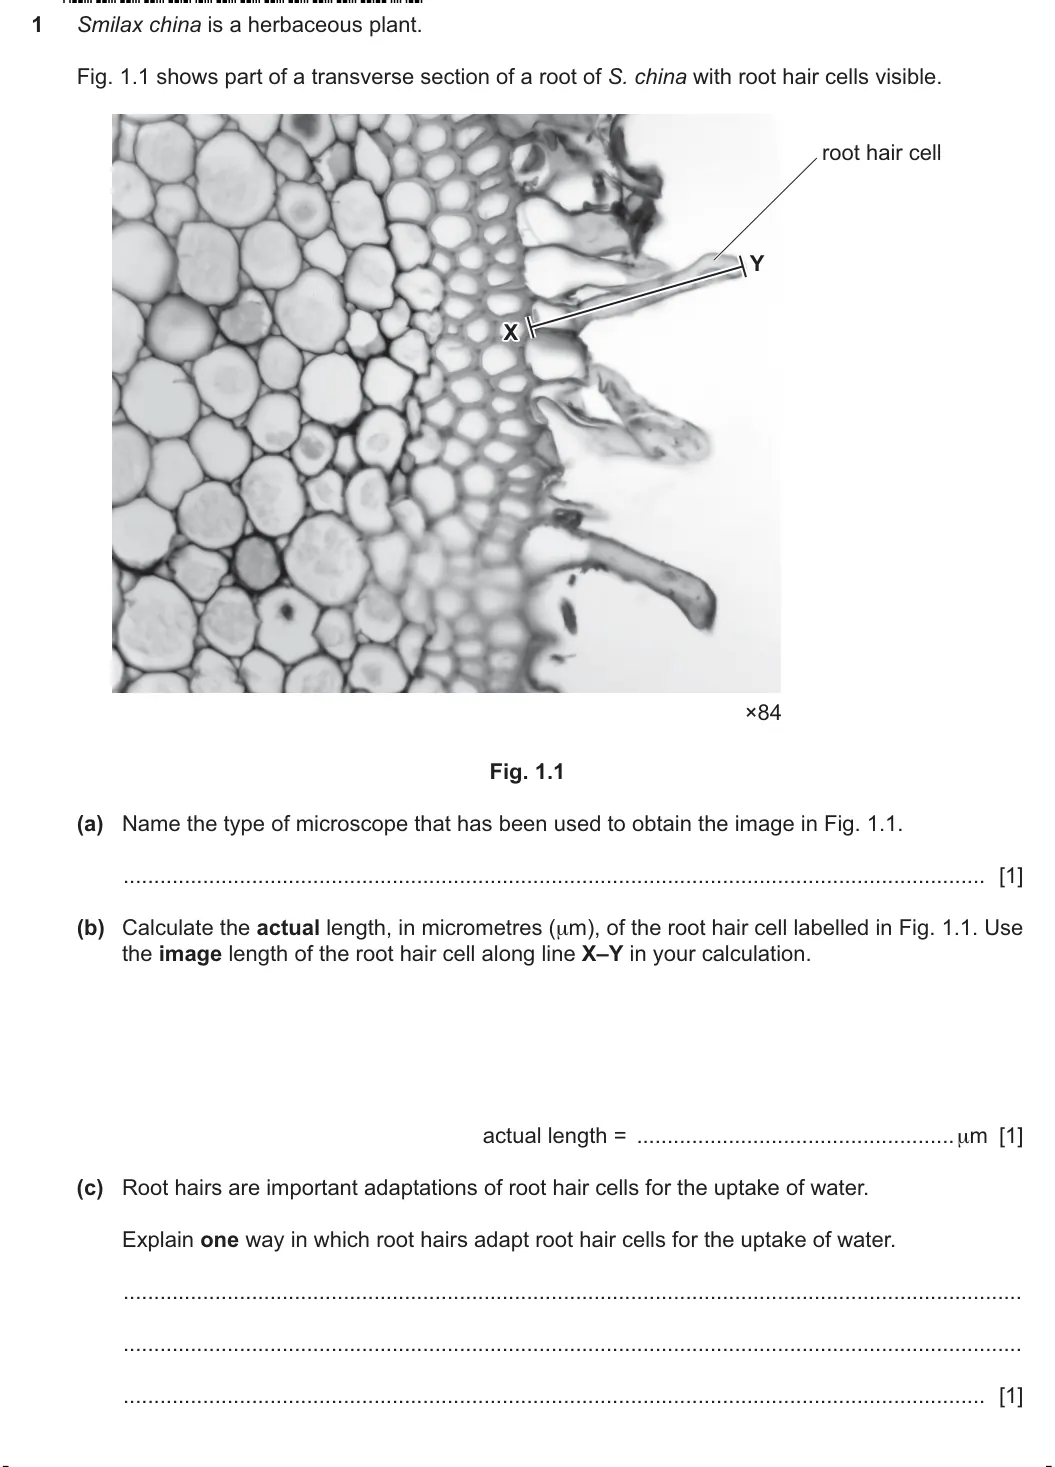 1 Smilax china is a herbaceous plant.
Fig. 1.1 shows part of a transverse section of a root of S. china with root hair cells visible.
root hair cell
Y
X
×84
Fig. 1.1
(a) Name the type of microscope that has been used to obtain the image in Fig. 1.1.
.............................................................................................................................................. [1]
(b) Calculate the actual length, in micrometres (μm), of the root hair cell labelled in Fig. 1.1. Use
the image length of the root hair cell along line X–Y in your calculation.
actual length = .................................................... μm [1]
(c) Root hairs are important adaptations of root hair cells for the uptake of water.
Explain one way in which root hairs adapt root hair cells for the uptake of water.
....................................................................................................................................................
....................................................................................................................................................
.............................................................................................................................................. [1]